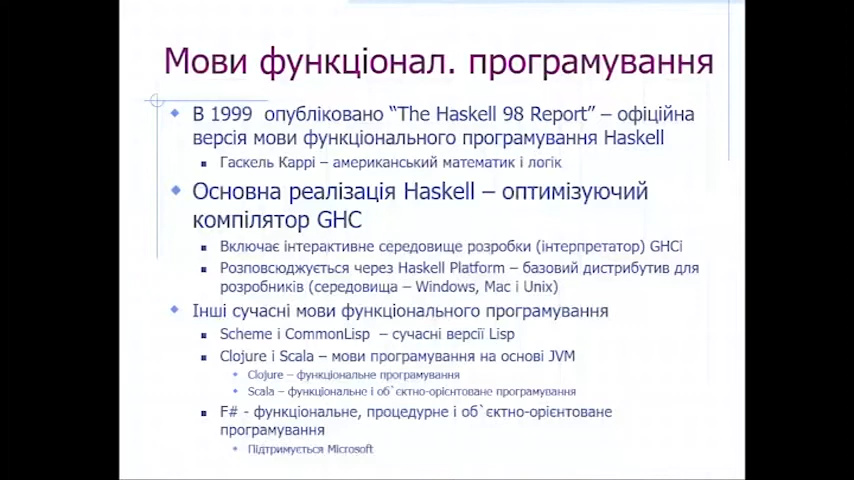 Мови функціонал. програмування
В 1999 опубліковано “The Haskell 98 Report” – офіційна
версія мови функціонального програмування Haskell
Гаскель Каррі – американський математик і логік
Основна реалізація Haskell – оптимізуючий
компілятор GHC
Включає інтерактивне середовище розробки (інтерпретатор) GHCi
Розповсюджується через Haskell Platform – базовий дистрибутив для
розробників (середовища – Windows, Mac і Unix)
Інші сучасні мови функціонального програмування
Scheme і CommonLisp – сучасні версії Lisp
Clojure і Scala – мови програмування на основі JVM
Clojure – функціональне програмування
Scala – функціональне і об`єктно-орієнтоване програмування
F# - функціональне, процедурне і об`єктно-орієнтоване
програмування
Підтримується Microsoft